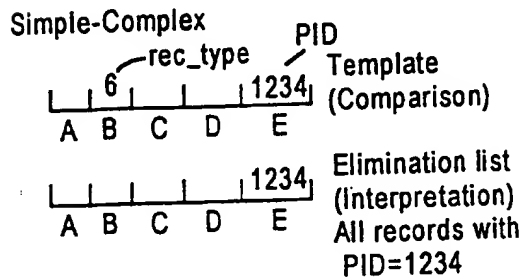 Simple-Complex
PID
rec_type
6 1234 Template
(Comparison)
A B C D E
Elimination list
1234 (Interpretation)
A B C D E All records with
PID=1234